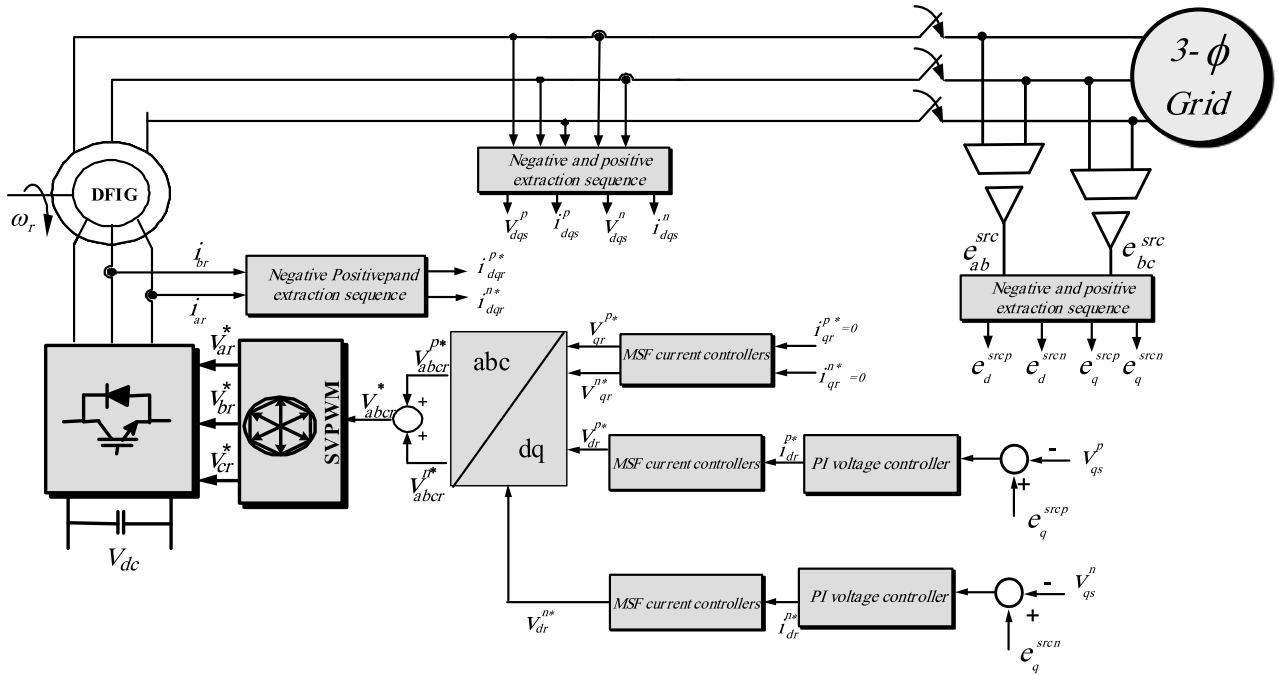 3-ϕ
Grid
Negative and positive
extraction sequence
V_dqs^p
i_dqs^p
V_dqs^n
i_dqs^n
DFIG
ω_r
e_ab^src
e_bc^src
i_br
i_ar
Negative Positivepand
extraction sequence
i_dqr^p*
i_dqr^n*
Negative and positive
extraction sequence
e_d^srcp
e_d^srcn
e_q^srcp
e_q^srcn
V_ar^*
V_br^*
V_cr^*
SVPWM
V_abcr^*
V_abcr^p*
+
+
V_abcr^n*
abc
dq
V_qr^p*
V_qr^n*
MSF current controllers
i_qr^p* =0
i_qr^n* =0
V_dr^p*
MSF current controllers
i_dr^p*
PI voltage controller
-
V_qs^p
+
e_q^srcp
V_dc
V_dr^n*
MSF current controllers
i_dr^n*
PI voltage controller
-
V_qs^n
+
e_q^srcn